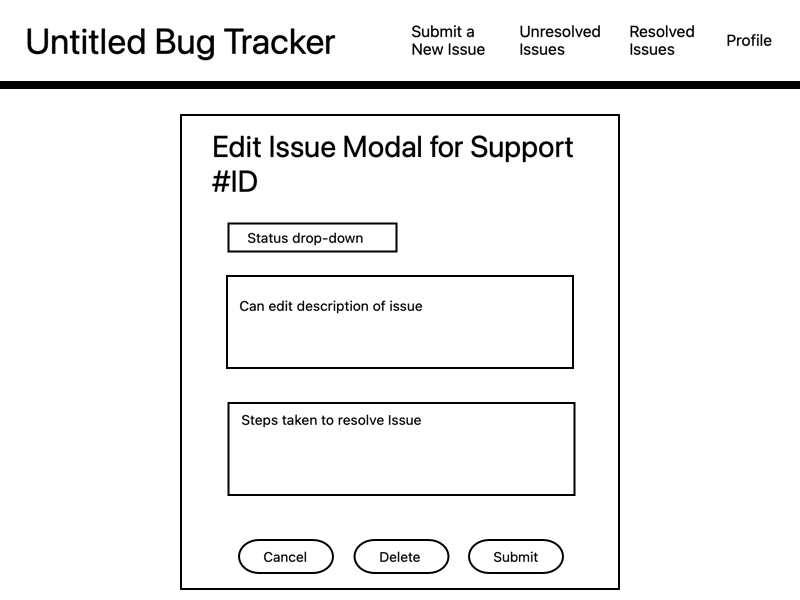 Untitled Bug Tracker
Submit a
New Issue
Unresolved
Issues
Resolved
Issues
Profile
Edit Issue Modal for Support
#ID
Status drop-down
Can edit description of issue
Steps taken to resolve Issue
Cancel
Delete
Submit